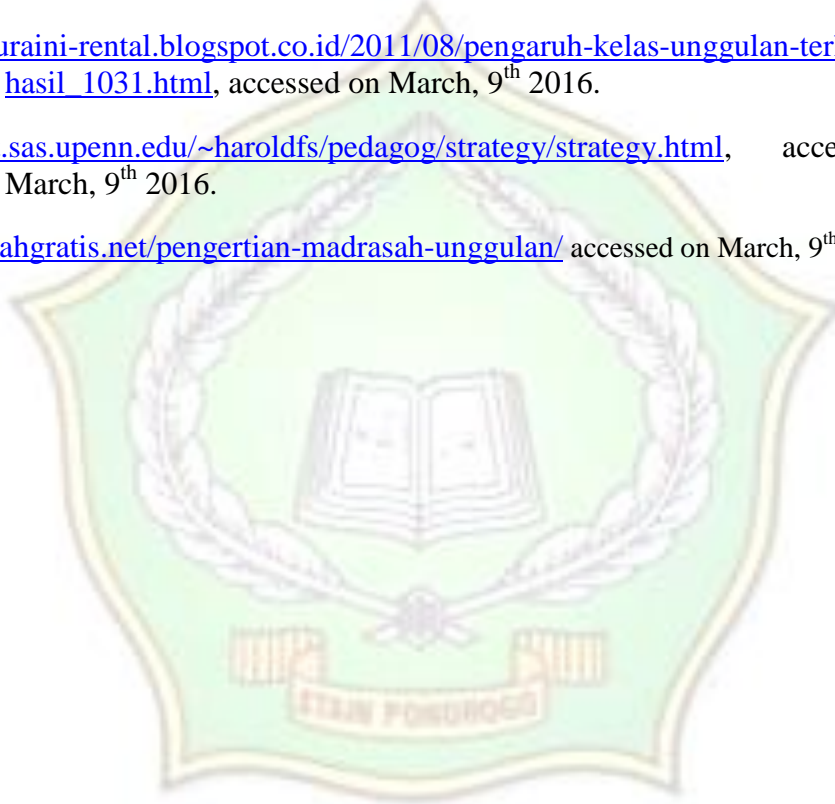 uraini-rental.blogspot.co.id/2011/08/pengaruh-kelas-unggulan-ter
hasil_1031.html, accessed on March, 9th 2016.
.sas.upenn.edu/~haroldfs/pedagog/strategy/strategy.html, acce
March, 9th 2016.
ahgratis.net/pengertian-madrasah-unggulan/ accessed on March, 9th
STAIN PONOROGO